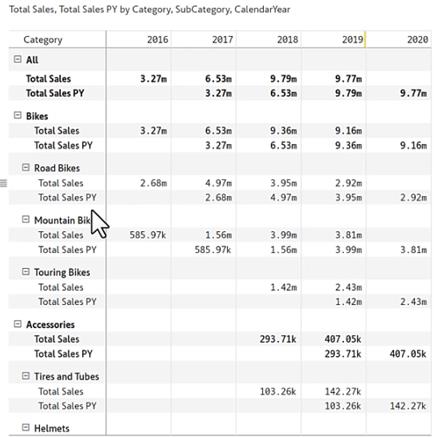 Total Sales, Total Sales PY by Category, SubCategory, CalendarYear
Category 2016 2017 2018 2019 2020
All
Total Sales 3.27m 6.53m 9.79m 9.77m
Total Sales PY 3.27m 6.53m 9.79m 9.77m
Bikes
Total Sales 3.27m 6.53m 9.36m 9.16m
Total Sales PY 3.27m 6.53m 9.36m 9.16m
Road Bikes
Total Sales 2.68m 4.97m 3.95m 2.92m
Total Sales PY 2.68m 4.97m 3.95m 2.92m
Mountain Bik
Total Sales 585.97k 1.56m 3.99m 3.81m
Total Sales PY 585.97k 1.56m 3.99m 3.81m
Touring Bikes
Total Sales 1.42m 2.43m
Total Sales PY 1.42m 2.43m
Accessories
Total Sales 293.71k 407.05k
Total Sales PY 293.71k 407.05k
Tires and Tubes
Total Sales 103.26k 142.27k
Total Sales PY 103.26k 142.27k
Helmets